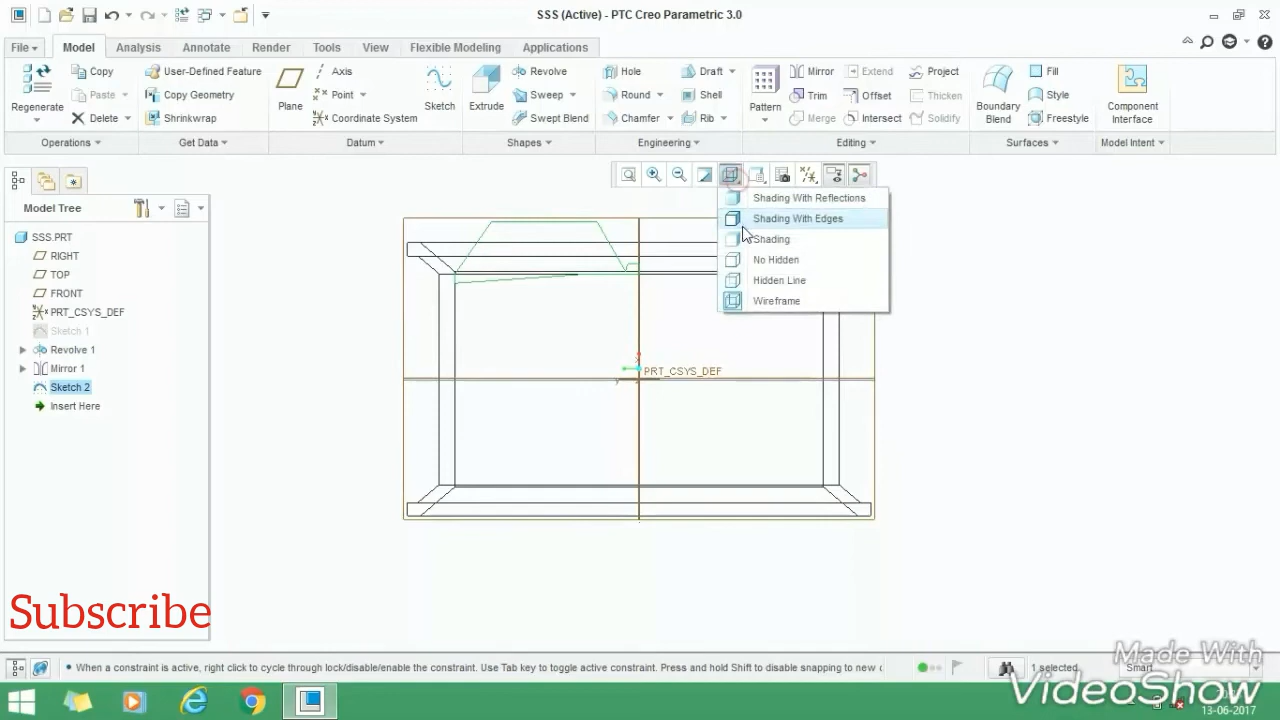 SSS (Active) - PTC Creo Parametric 3.0
File Model Analysis Annotate Render Tools View Flexible Modeling Applications
Regenerate
Copy
Paste
Delete
Operations
User-Defined Feature
Copy Geometry
Shrinkwrap
Get Data
Plane
Axis
Point
Coordinate System
Sketch
Datum
Extrude
Revolve
Sweep
Swept Blend
Shapes
Hole
Round
Chamfer
Draft
Shell
Rib
Engineering
Pattern
Mirror
Trim
Merge
Extend
Offset
Intersect
Project
Thicken
Solidify
Editing
Boundary
Blend
Fill
Style
Freestyle
Surfaces
Component
Interface
Model Intent
Model Tree
SSS.PRT
RIGHT
TOP
FRONT
PRT_CSYS_DEF
Sketch 1
Revolve 1
Mirror 1
Sketch 2
Insert Here
Shading With Reflections
Shading With Edges
Shading
No Hidden
Hidden Line
Wireframe
x
PRT_CSYS_DEF
y
Subscribe
• When a constraint is active, right click to cycle through lock/disable/enable the constraint. Use Tab key to toggle active constraint. Press and hold Shift to disable snapping to new c
1 selected
Smart
Made With
VideoShow
13-06-2017